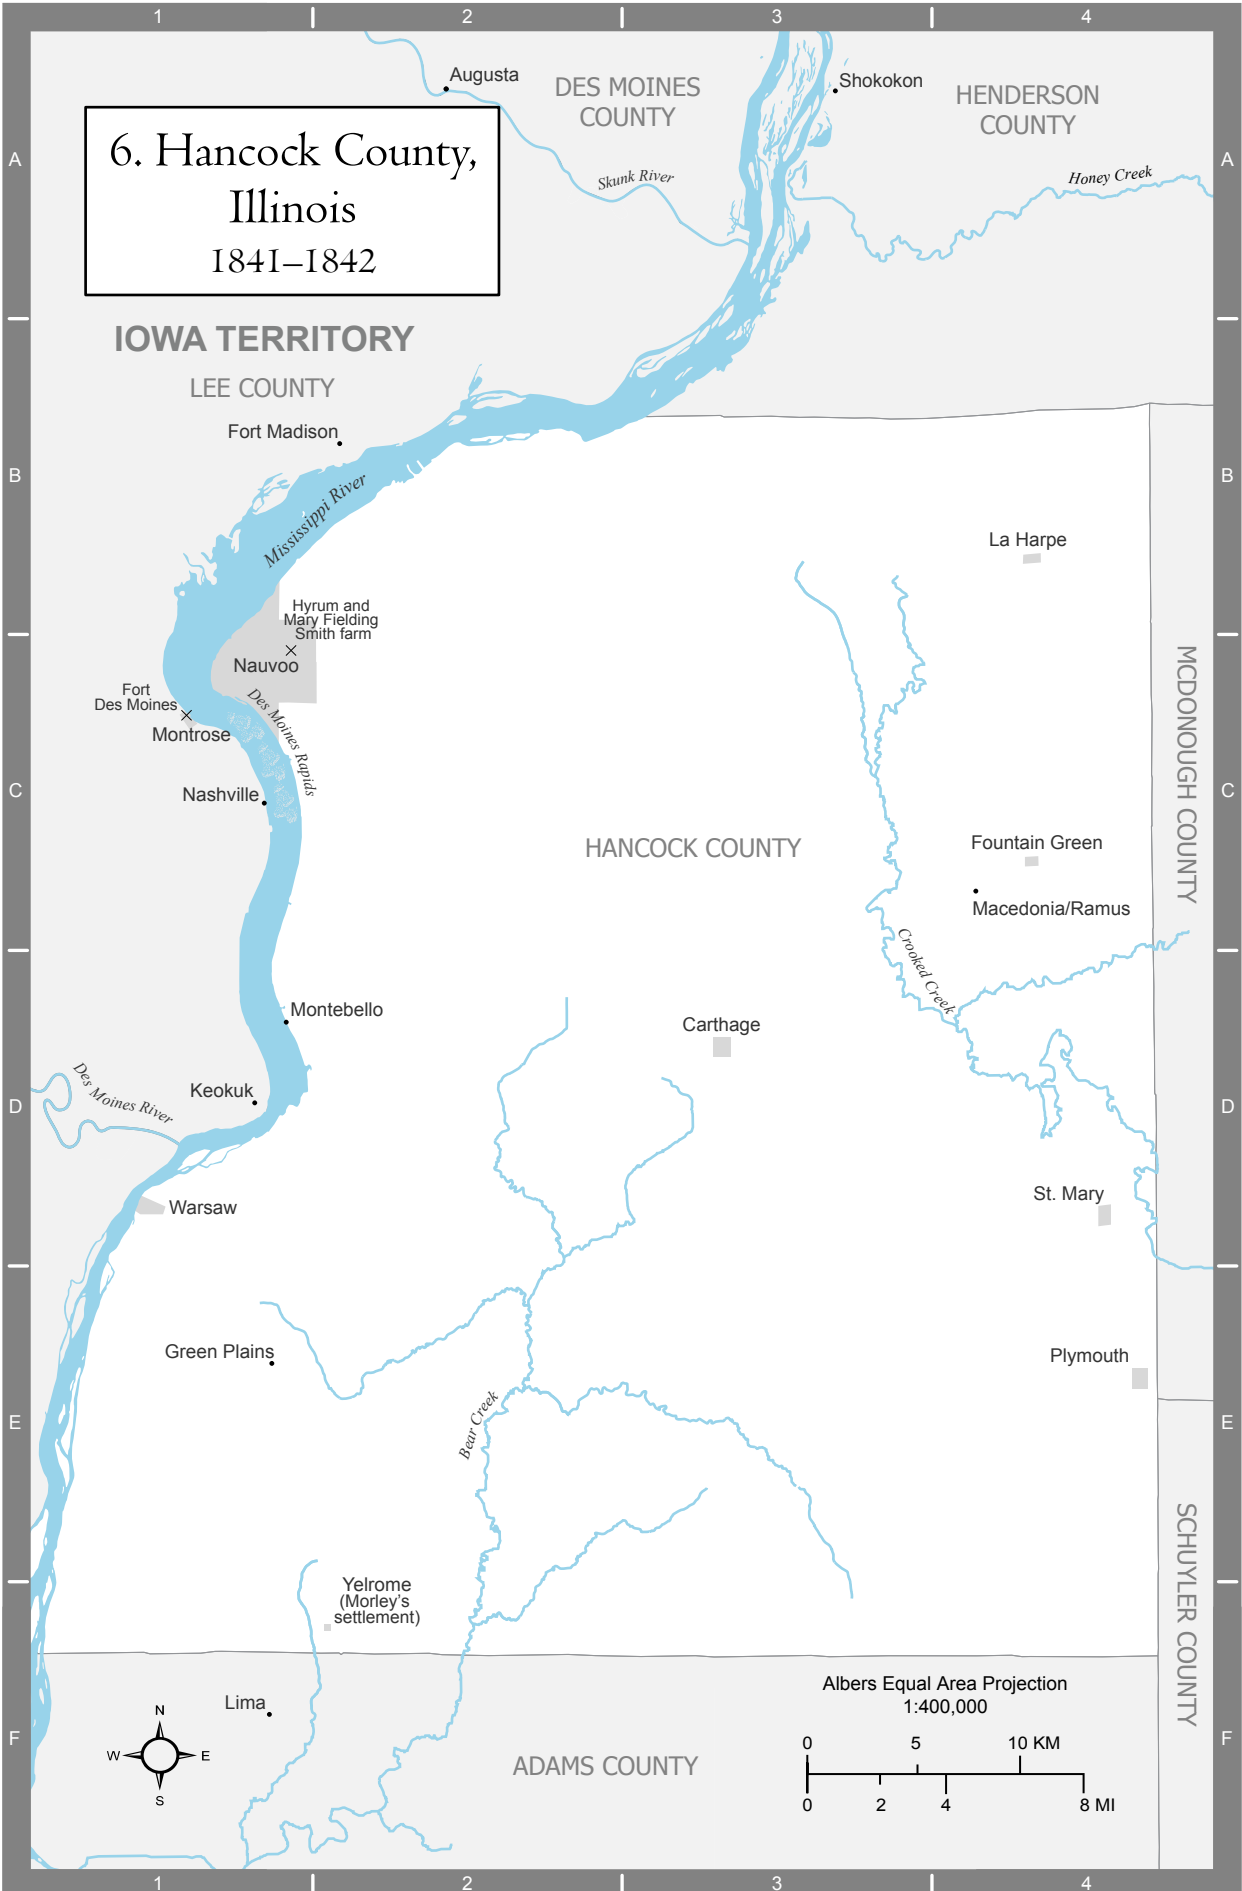 1 2 3 4
A
B
C
D
E
F
A
B
C
D
E
F
1 2 3 4
6. Hancock County,
Illinois
1841–1842
Augusta
DES MOINES
COUNTY
Shokokon
HENDERSON
COUNTY
Skunk River
Honey Creek
IOWA TERRITORY
LEE COUNTY
Fort Madison
Mississippi River
La Harpe
Hyrum and
Mary Fielding
Smith farm
Nauvoo
Fort
Des Moines
Montrose
Des Moines Rapids
Nashville
MCDONOUGH COUNTY
HANCOCK COUNTY
Fountain Green
Macedonia/Ramus
Crooked Creek
Montebello
Carthage
Keokuk
Des Moines River
Warsaw
St. Mary
Green Plains
Plymouth
Bear Creek
SCHUYLER COUNTY
Yelrome
(Morley's
settlement)
Lima
N
W E
S
ADAMS COUNTY
Albers Equal Area Projection
1:400,000
0 5 10 KM
0 2 4 8 MI